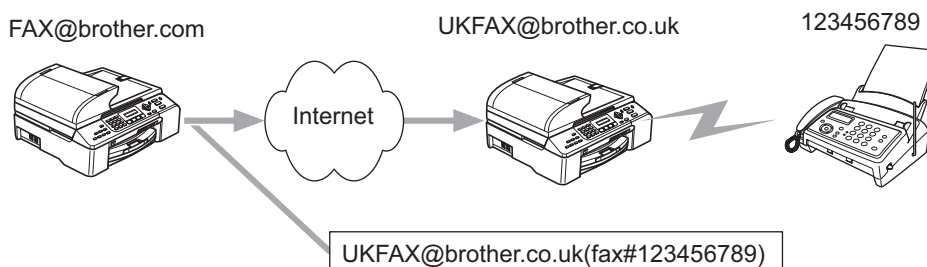 FAX@brother.com
UKFAX@brother.co.uk
123456789
Internet
UKFAX@brother.co.uk(fax#123456789)